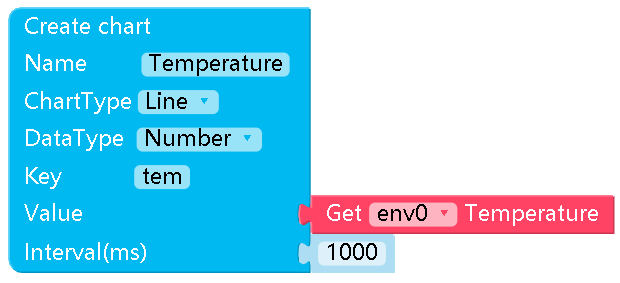 Create chart
Name Temperature
ChartType Line
DataType Number
Key tem
Value Get env0 Temperature
Interval(ms) 1000